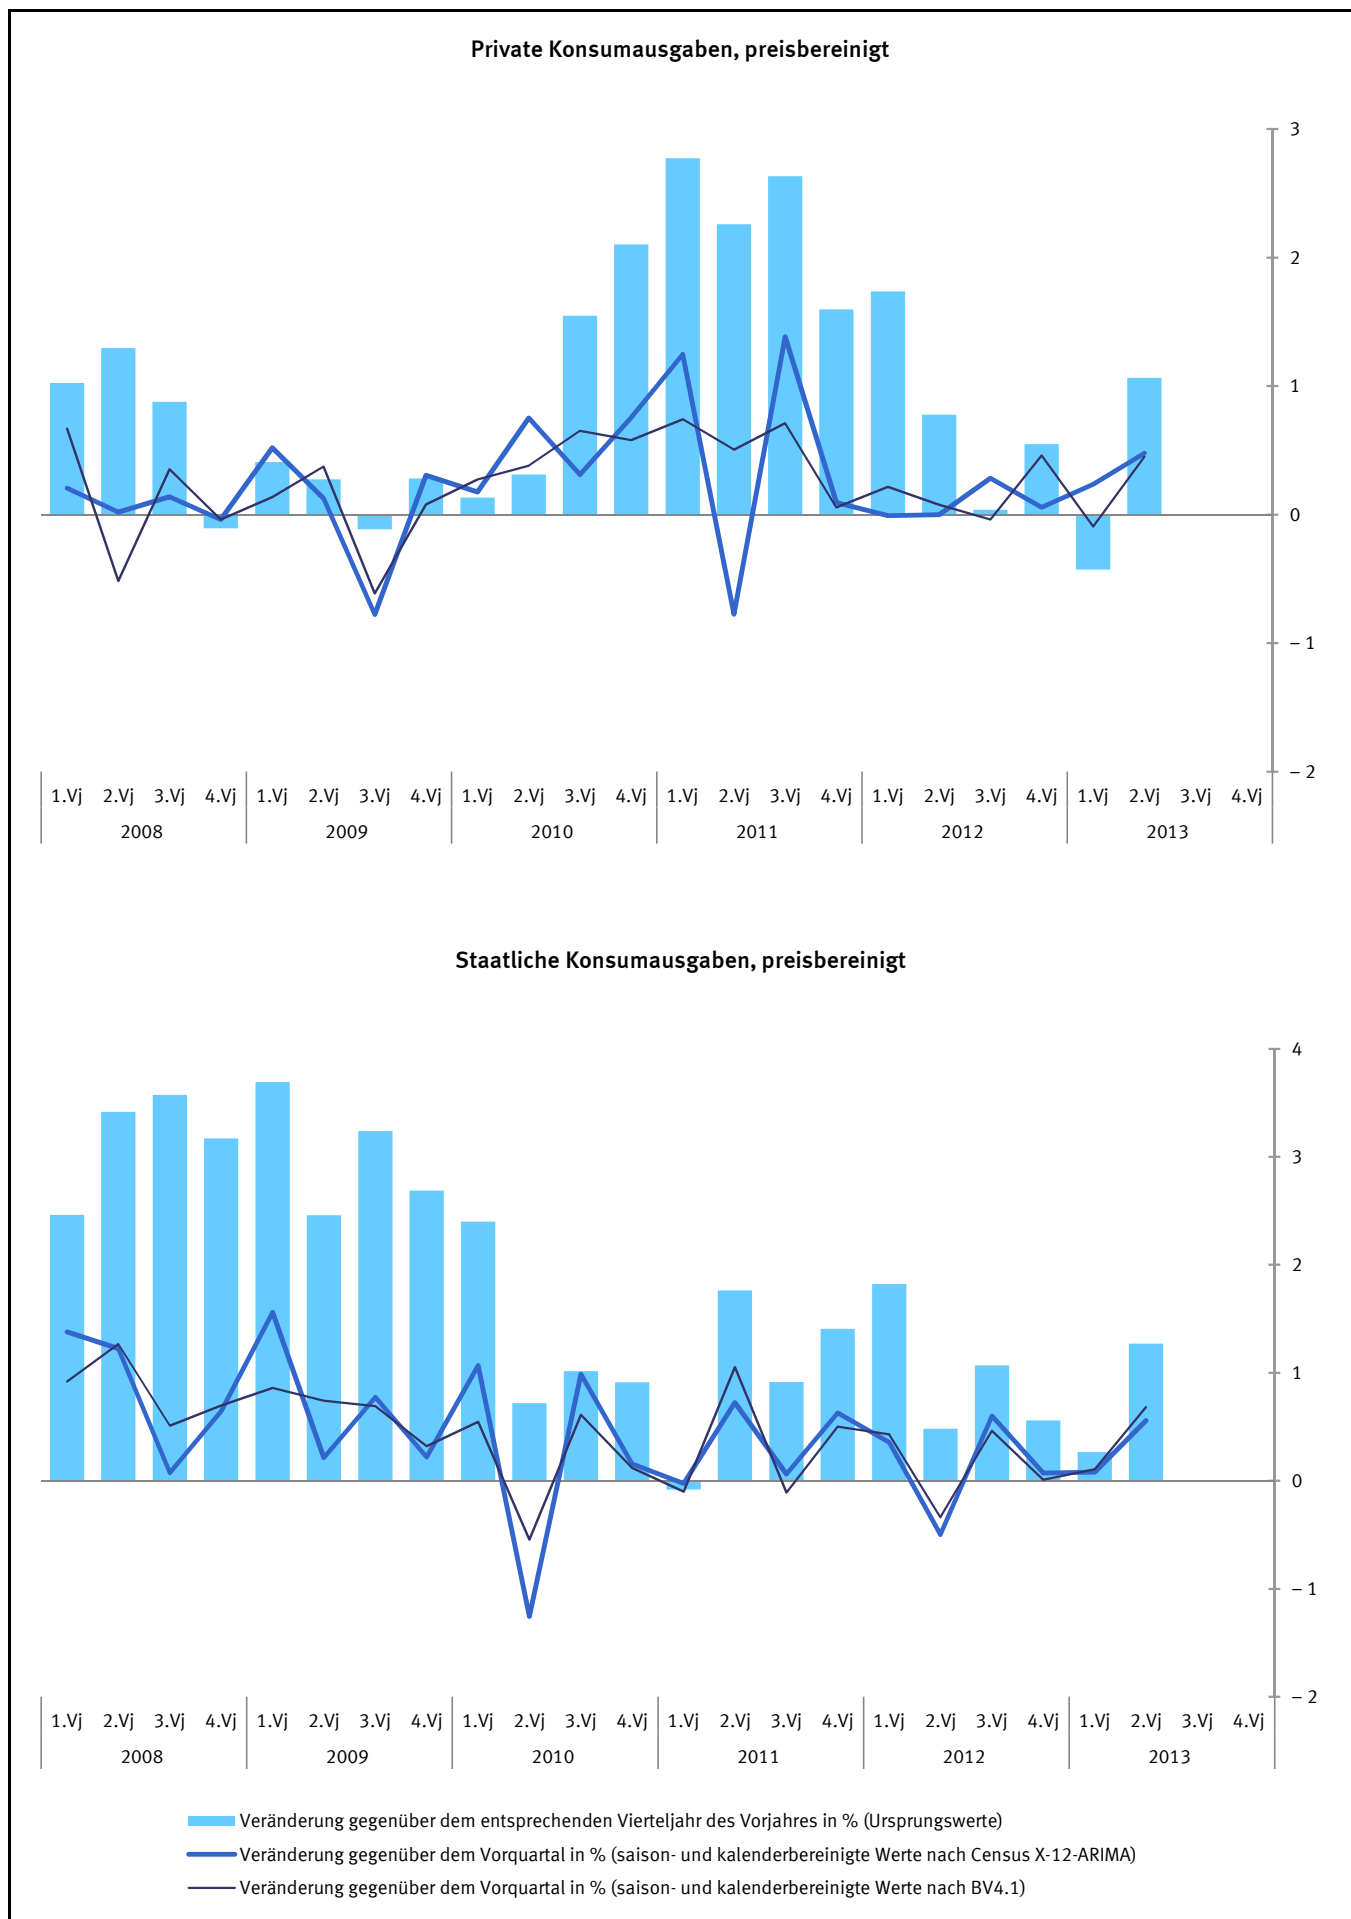 Private Konsumausgaben, preisbereinigt
3
2
1
0
– 1
– 2
1.Vj 2.Vj 3.Vj 4.Vj 1.Vj 2.Vj 3.Vj 4.Vj 1.Vj 2.Vj 3.Vj 4.Vj 1.Vj 2.Vj 3.Vj 4.Vj 1.Vj 2.Vj 3.Vj 4.Vj 1.Vj 2.Vj 3.Vj 4.Vj
2008 2009 2010 2011 2012 2013
Staatliche Konsumausgaben, preisbereinigt
4
3
2
1
0
– 1
– 2
1.Vj 2.Vj 3.Vj 4.Vj 1.Vj 2.Vj 3.Vj 4.Vj 1.Vj 2.Vj 3.Vj 4.Vj 1.Vj 2.Vj 3.Vj 4.Vj 1.Vj 2.Vj 3.Vj 4.Vj 1.Vj 2.Vj 3.Vj 4.Vj
2008 2009 2010 2011 2012 2013
Veränderung gegenüber dem entsprechenden Vierteljahr des Vorjahres in % (Ursprungswerte)
Veränderung gegenüber dem Vorquartal in % (saison- und kalenderbereinigte Werte nach Census X-12-ARIMA)
Veränderung gegenüber dem Vorquartal in % (saison- und kalenderbereinigte Werte nach BV4.1)